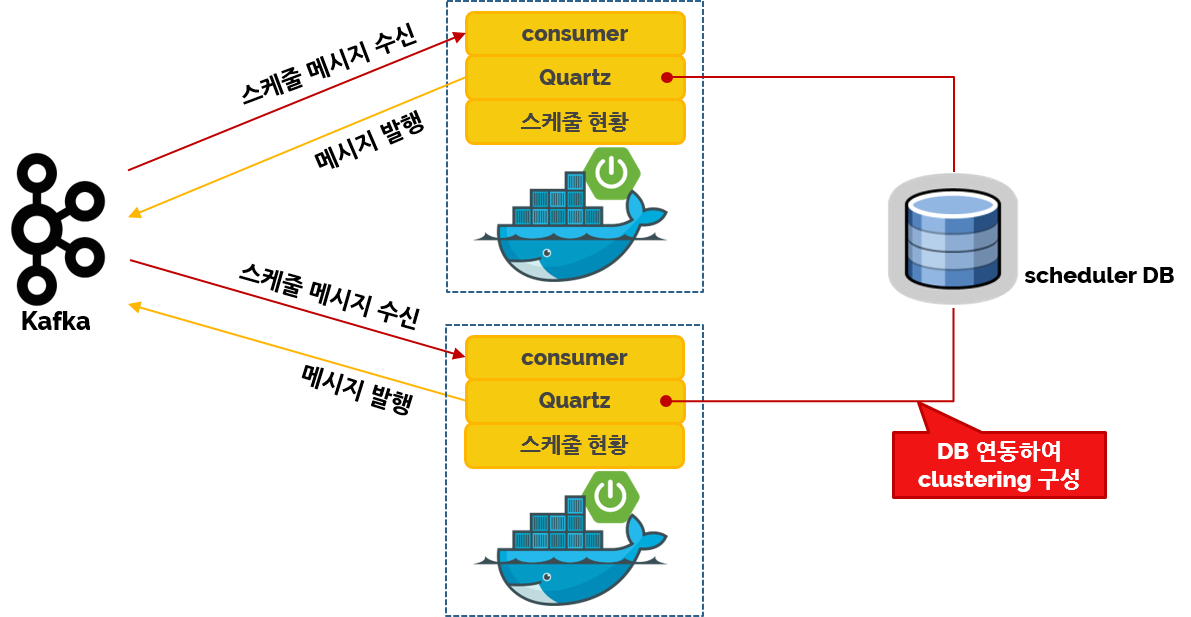 스케줄 메시지 수신
메시지 발행
consumer
Quartz
스케줄 현황
Kafka
스케줄 메시지 수신
메시지 발행
consumer
Quartz
스케줄 현황
scheduler DB
DB 연동하여
clustering 구성